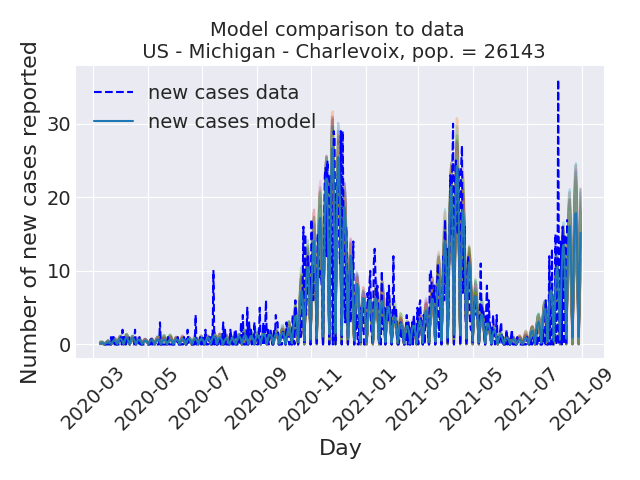 Model comparison to data
US - Michigan - Charlevoix, pop. = 26143
Number of new cases reported
new cases data
new cases model
30
20
10
0
2020-03
2020-05
2020-07
2020-09
2020-11
2021-01
2021-03
2021-05
2021-07
2021-09
Day